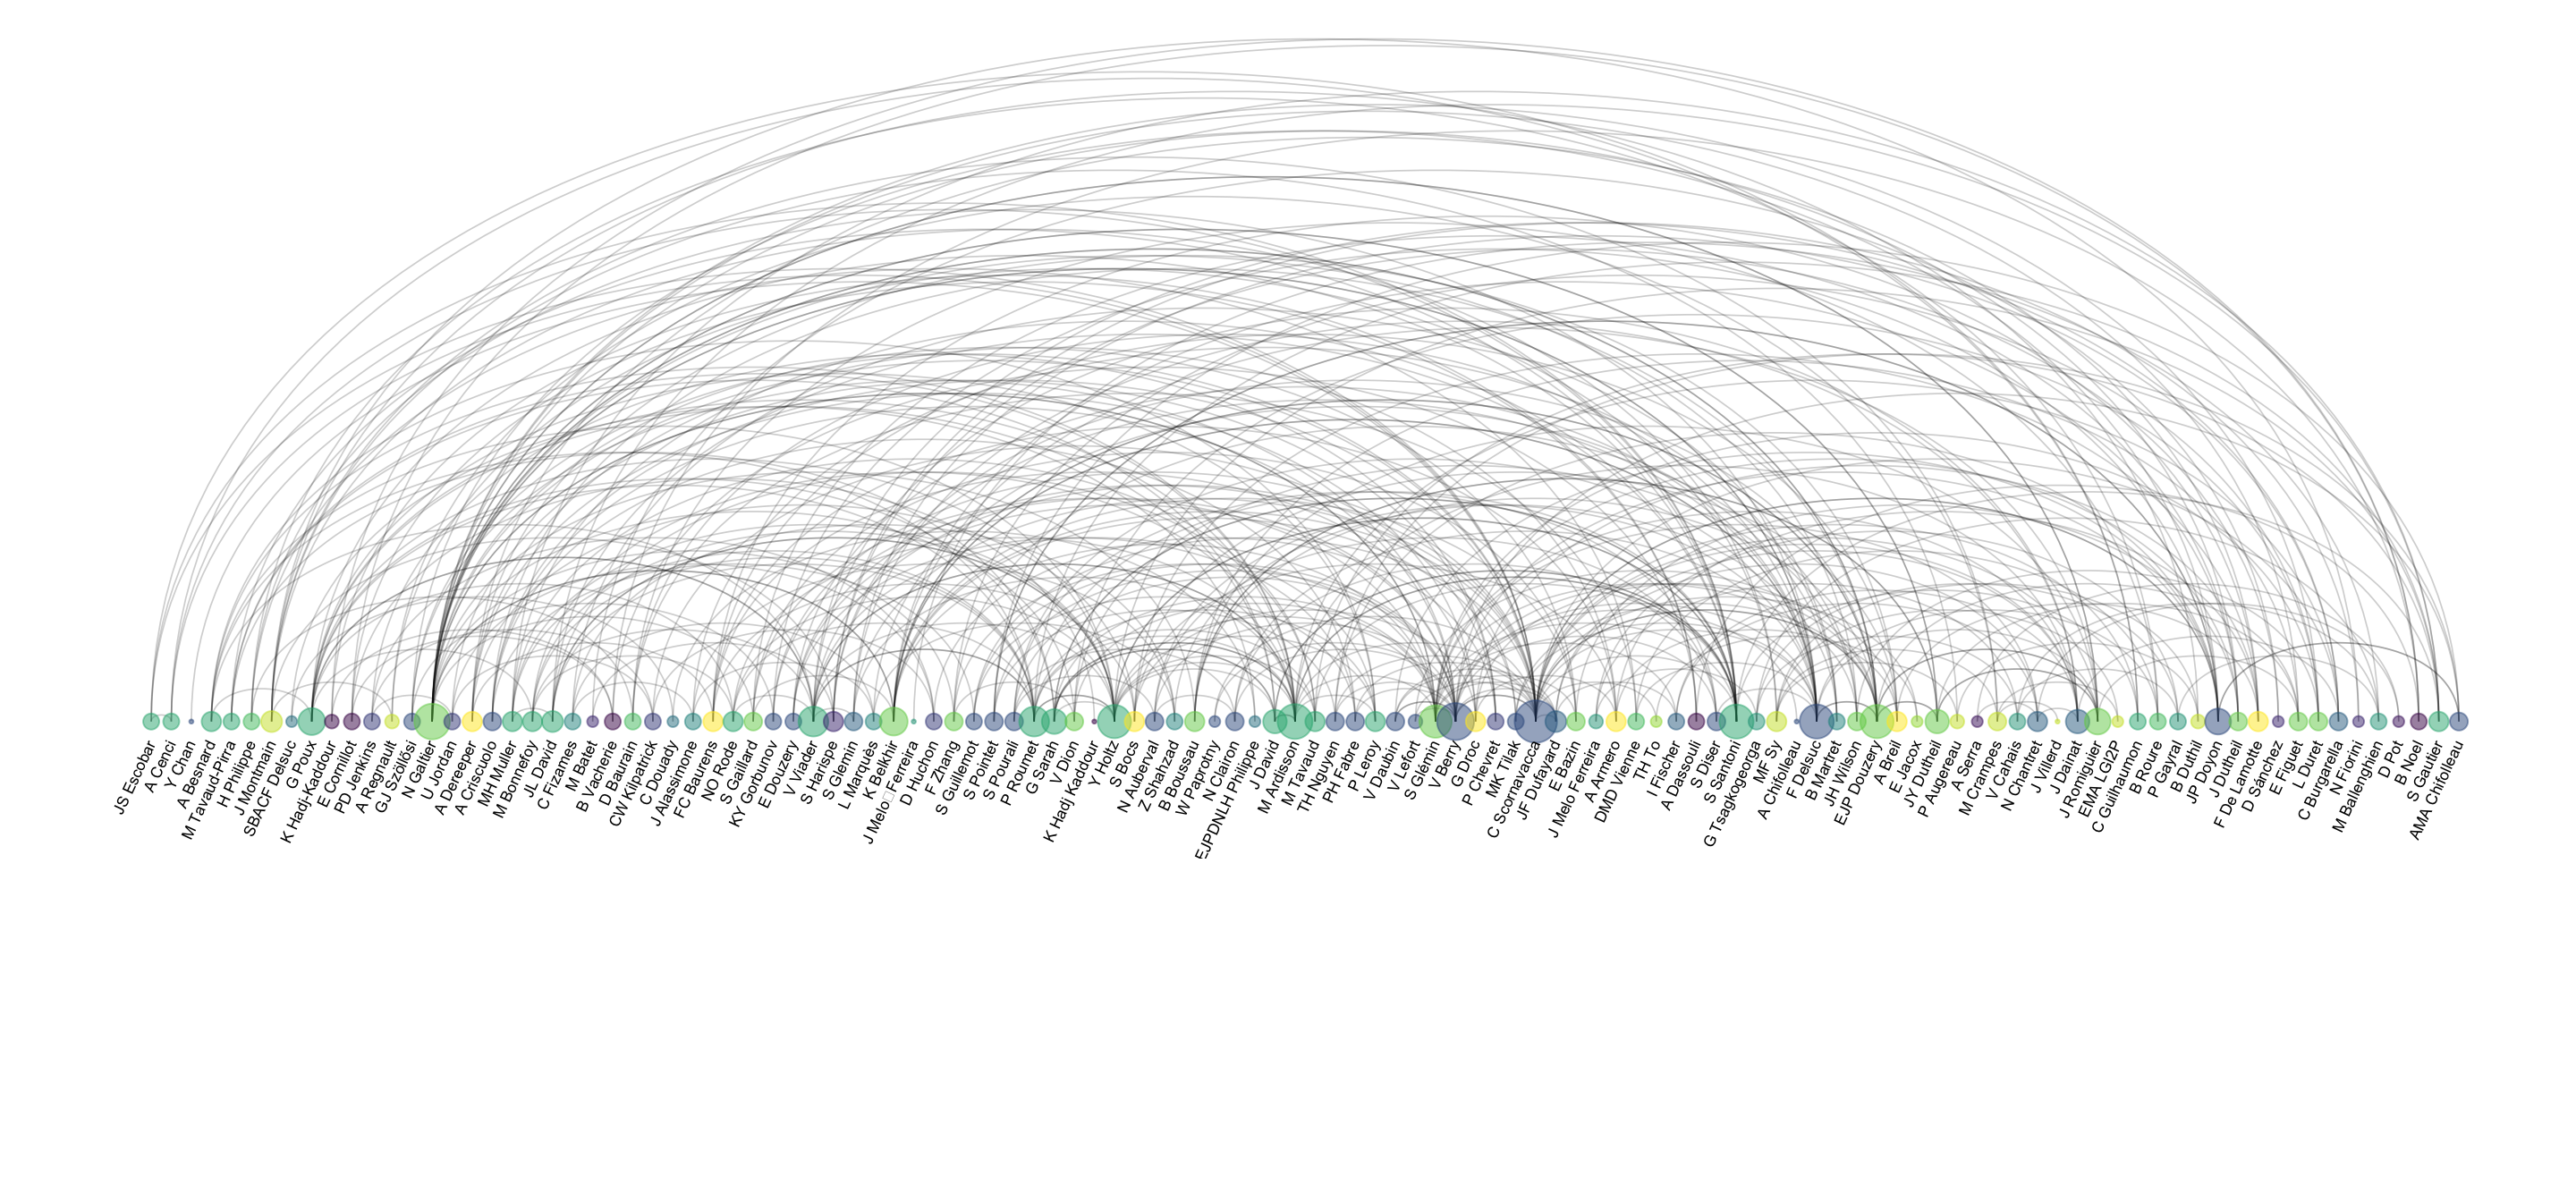 JS Escobar
A Cenci
Y Chan
A Besnard
M Tavaud-Pirra
H Philippe
J Montmain
SBACF Delsuc
G Poux
K Hadj-Kaddour
E Cornillot
PD Jenkins
A Regnault
GJ Szöllősi
N Galtier
U Jordan
A Dereeper
A Criscuolo
MH Muller
M Bonnefoy
JL David
C Fizames
M Batet
B Vacherie
D Baurain
CW Kilpatrick
C Douady
J Alassimone
FC Baurens
NO Rode
S Gaillard
KY Gorbunov
E Douzery
V Viader
S Harispe
S Glemin
L Marquès
K Belkhir
J Melo□Ferreira
D Huchon
F Zhang
S Guillemot
S Pointet
S Pourali
P Roumet
G Sarah
V Dion
K Hadj Kaddour
Y Holtz
S Bocs
N Auberval
Z Shahzad
B Boussau
W Paprotny
N Clairon
EJPDNLH Philippe
J David
M Ardisson
M Tavaud
TH Nguyen
PH Fabre
P Leroy
V Daubin
V Lefort
S Glémin
V Berry
G Droc
P Chevret
MK Tilak
C Scornavacca
JF Dufayard
E Bazin
J Melo Ferreira
A Armero
DMD Vienne
TH To
I Fischer
A Dassouli
S Diser
S Santoni
G Tsagkogeorga
MF Sy
A Chifolleau
F Delsuc
B Martret
JH Wilson
EJP Douzery
A Breil
E Jacox
JY Dutheil
P Augereau
A Serra
M Crampes
V Cahais
N Chantret
J Villerd
J Dainat
J Romiguier
EMA LGI2P
C Guilhaumon
B Roure
P Gayral
B Duthil
JP Doyon
J Dutheil
F De Lamotte
D Sánchez
E Figuet
L Duret
C Burgarella
N Fiorini
M Ballenghien
D Pot
B Noel
S Gautier
AMA Chifolleau